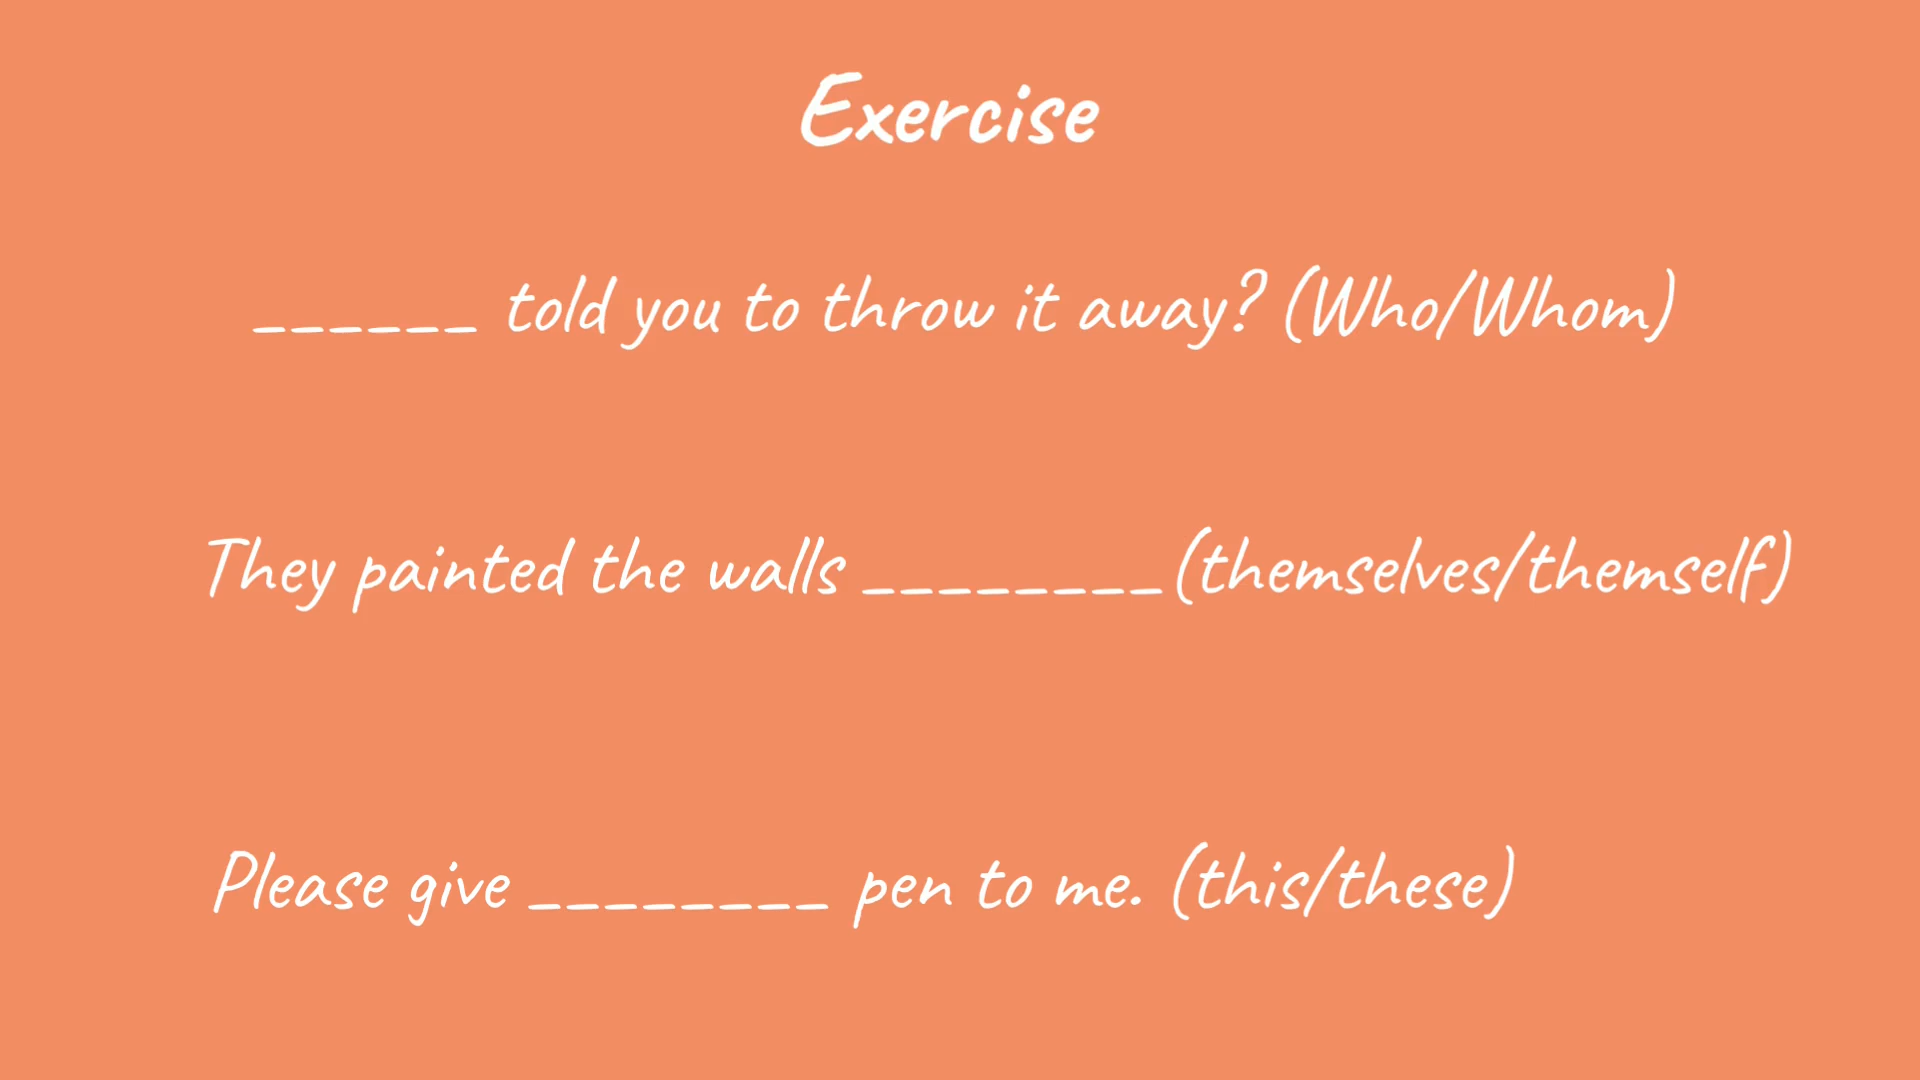 Exercise
______ told you to throw it away? (Who/Whom)
They painted the walls ________(themselves/themself)
Please give ________ pen to me. (this/these)